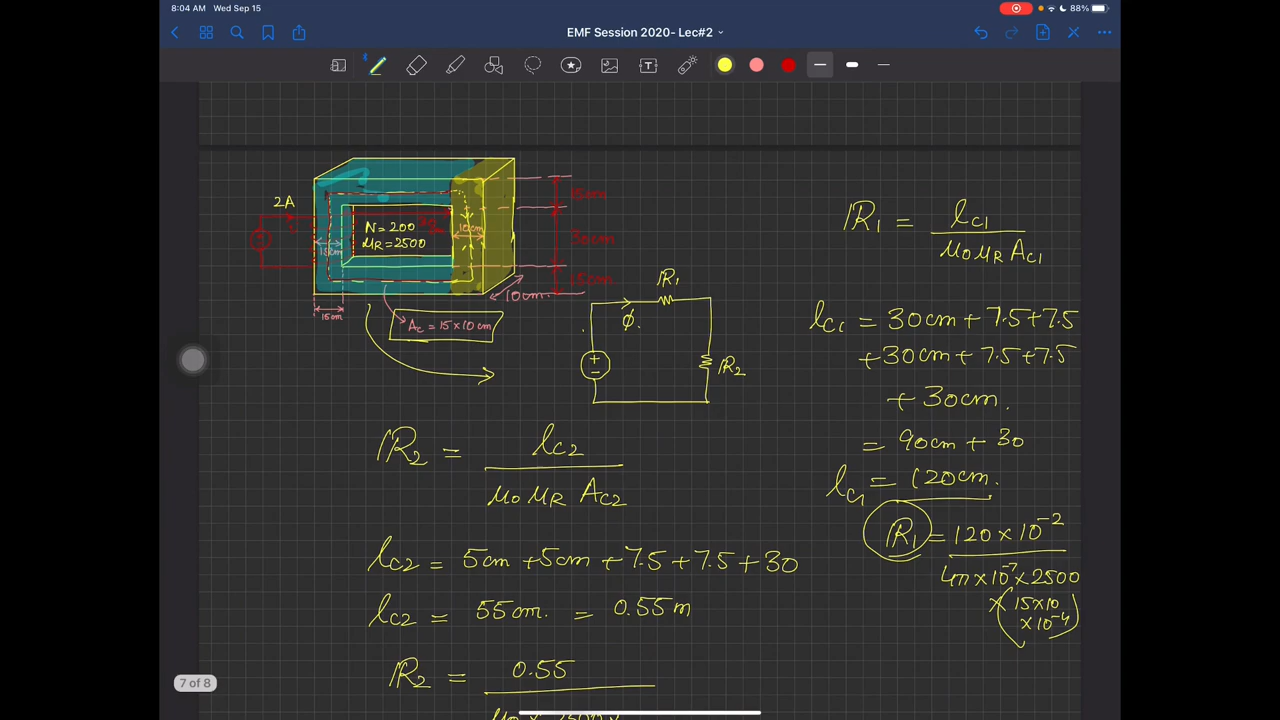 8:04 AM Wed Sep 15
88%
EMF Session 2020- Lec#2
2A
N = 200
μR = 2500
15cm
10cm
15cm
30cm
15cm
10cm.
15cm
Ac = 15 x 10 cm
ℝ1
ϕ.
+
−
ℝ2
ℝ1 = lc1 / μ0 μR Ac1
lc1 = 30cm + 7.5 + 7.5
+ 30cm + 7.5 + 7.5
+ 30cm.
= 90cm + 30
lc1 = 120cm.
ℝ1 = 120 x 10^-2
4π x 10^-7 x 2500
x (15 x 10
x 10^-4)
ℝ2 = lc2 / μ0 μR Ac2
lc2 = 5cm + 5cm + 7.5 + 7.5 + 30
lc2 = 55cm. = 0.55m
ℝ2 = 0.55
7 of 8